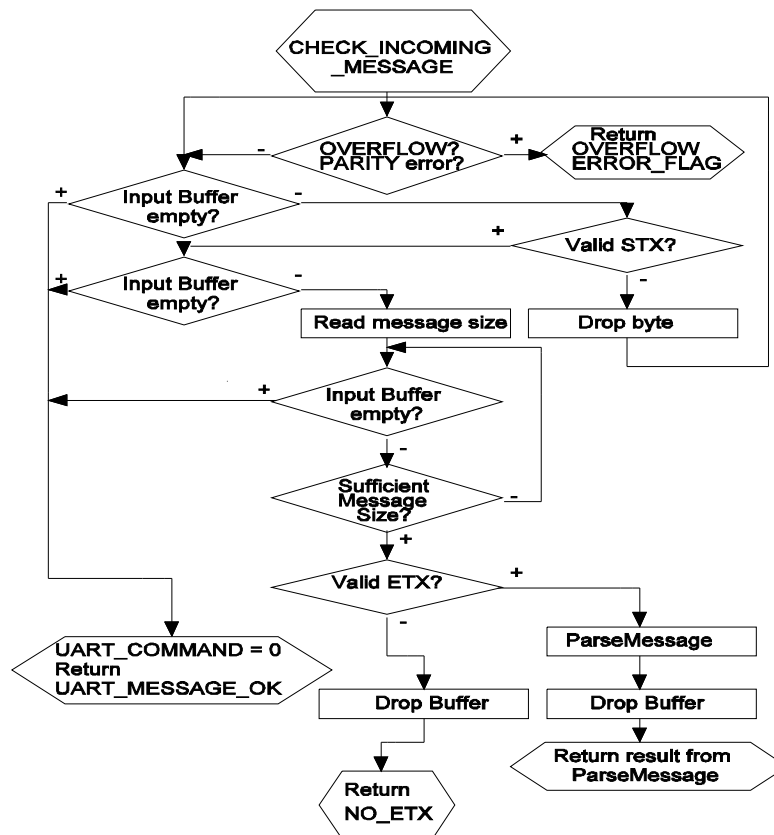 CHECK_INCOMING
_MESSAGE
OVERFLOW?
PARITY error?
-
+
Return
OVERFLOW
ERROR_FLAG
+
Input Buffer
empty?
-
+
Valid STX?
-
+
Input Buffer
empty?
-
Read message size
Drop byte
+
Input Buffer
empty?
-
Sufficient
Message
Size?
-
+
Valid ETX?
+
-
UART_COMMAND = 0
Return
UART_MESSAGE_OK
ParseMessage
Drop Buffer
Drop Buffer
Return result from
ParseMessage
Return
NO_ETX